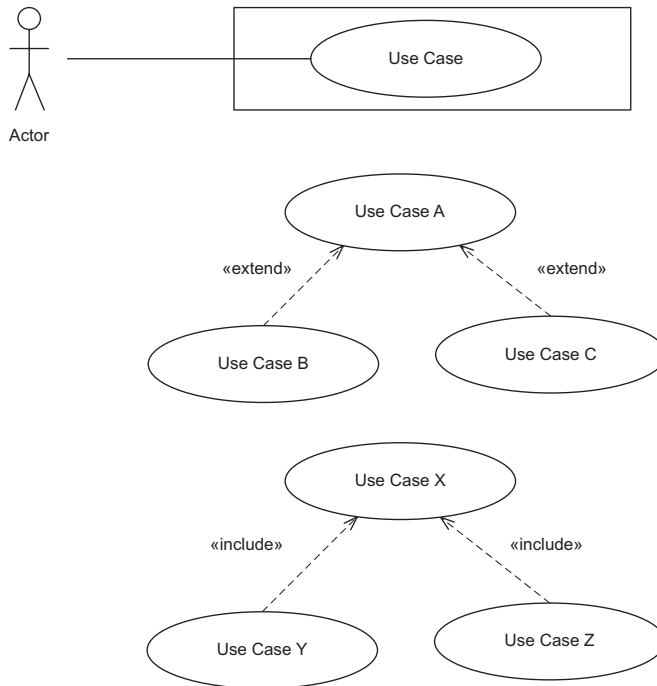 Use Case
Actor
Use Case A
«extend»
«extend»
Use Case B
Use Case C
Use Case X
«include»
«include»
Use Case Y
Use Case Z